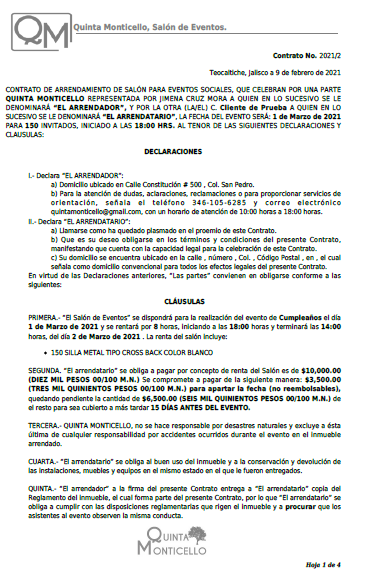 QM
Quinta Monticello, Salón de Eventos.
Contrato No. 2021/2
Teocaltiche, Jalisco a 9 de febrero de 2021
CONTRATO DE ARRENDAMIENTO DE SALÓN PARA EVENTOS SOCIALES, QUE CELEBRAN POR UNA PARTE
QUINTA MONTICELLO REPRESENTADA POR JIMENA CRUZ MORA A QUIEN EN LO SUCESIVO SE LE
DENOMINARÁ "EL ARRENDADOR", Y POR LA OTRA (LA/EL) C. Cliente de Prueba A QUIEN EN LO
SUCESIVO SE LE DENOMINARÁ "EL ARRENDATARIO", LA FECHA DEL EVENTO SERÁ: 1 de Marzo de 2021
PARA 150 INVITADOS, INICIADO A LAS 18:00 HRS. AL TENOR DE LAS SIGUIENTES DECLARACIONES Y
CLAUSULAS:
DECLARACIONES
I.- Declara "EL ARRENDADOR":
a) Domicilio ubicado en Calle Constitución # 500 , Col. San Pedro.
b) Para la atención de dudas, aclaraciones, reclamaciones o para proporcionar servicios de
orientación, señala el teléfono 346-105-6285 y correo electrónico
quintamonticello@gmail.com, con un horario de atención de 10:00 horas a 18:00 horas.
II.- Declara "EL ARRENDATARIO":
a) Llamarse como ha quedado plasmado en el proemio de este Contrato.
b) Que es su deseo obligarse en los términos y condiciones del presente Contrato,
manifestando que cuenta con la capacidad legal para la celebración de este Contrato.
c) Su domicilio se encuentra ubicado en la calle , número , Col. , Código Postal , en , el cual
señala como domicilio convencional para todos los efectos legales del presente Contrato.
En virtud de las Declaraciones anteriores, "Las partes" convienen en obligarse conforme a las
siguientes:
CLÁUSULAS
PRIMERA.- "El Salón de Eventos" se dispondrá para la realización del evento de Cumpleaños el día
1 de Marzo de 2021 y se rentará por 8 horas, iniciando a las 18:00 horas y terminará las 14:00
horas, del día 2 de Marzo de 2021 . La renta del salón incluye:
• 150 SILLA METAL TIPO CROSS BACK COLOR BLANCO
SEGUNDA. "El arrendatario" se obliga a pagar por concepto de renta del Salón es de $10,000.00
(DIEZ MIL PESOS 00/100 M.N.) Se compromete a pagar de la siguiente manera: $3,500.00
(TRES MIL QUINIENTOS PESOS 00/100 M.N.) para apartar la fecha (no reembolsables),
quedando pendiente la cantidad de $6,500.00 (SEIS MIL QUINIENTOS PESOS 00/100 M.N.) de
el resto para sea cubierto a más tardar 15 DÍAS ANTES DEL EVENTO.
TERCERA.- QUINTA MONTICELLO, no se hace responsable por desastres naturales y excluye a ésta
última de cualquier responsabilidad por accidentes ocurridos durante el evento en el inmueble
arrendado.
CUARTA.- "El arrendatario" se obliga al buen uso del Inmueble y a la conservación y devolución de
las instalaciones, muebles y equipos en el mismo estado en el que le fueron entregados.
QUINTA.- "El arrendador" a la firma del presente Contrato entrega a "El arrendatario" copia del
Reglamento del inmueble, el cual forma parte del presente Contrato, por lo que "El arrendatario" se
obliga a cumplir con las disposiciones reglamentarias que rigen el inmueble y a procurar que los
asistentes al evento observen la misma conducta.
QUINTA
MONTICELLO
Hoja 1 de 4